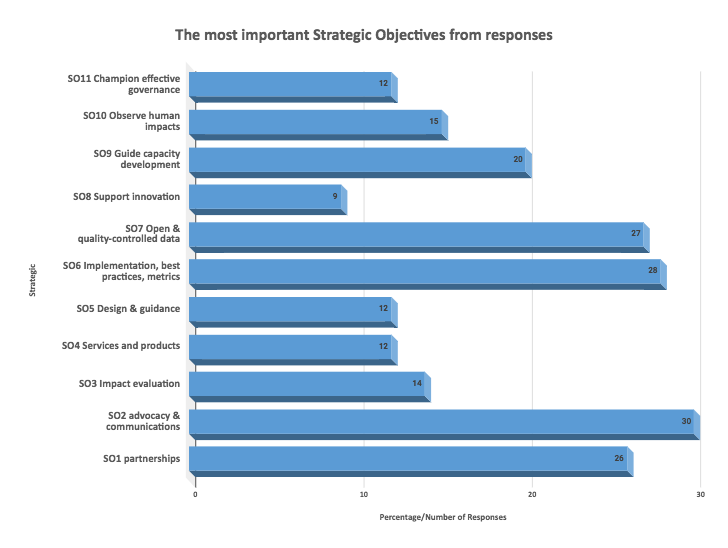 The most important Strategic Objectives from responses
SO11 Champion effective
governance
12
SO10 Observe human
impacts
15
SO9 Guide capacity
development
20
SO8 Support innovation
9
SO7 Open &
quality-controlled data
27
SO6 Implementation, best
practices, metrics
28
SO5 Design & guidance
12
SO4 Services and products
12
SO3 Impact evaluation
14
SO2 advocacy &
communications
30
SO1 partnerships
26
Strategic
0 10 20 30
Percentage/Number of Responses